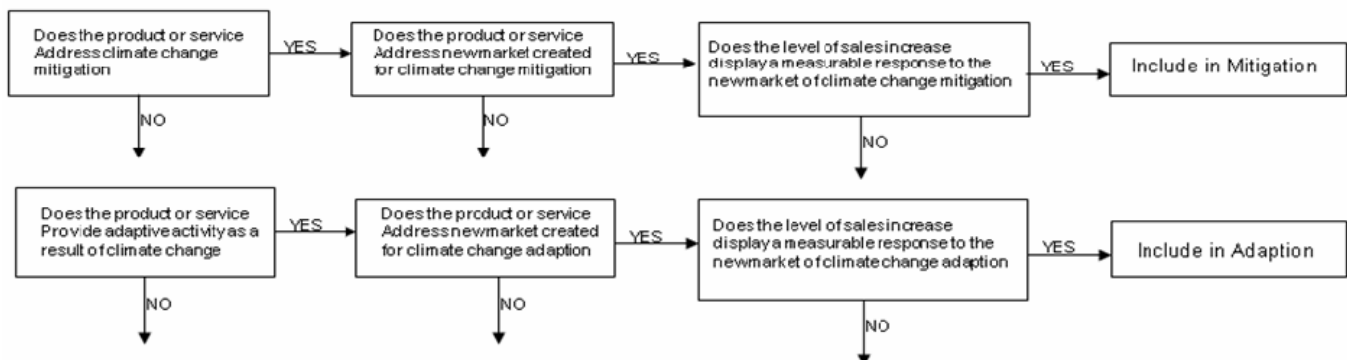 Does the product or service
Address climate change
mitigation
YES
Does the product or service
Address newmarket created
for climate change mitigation
YES
Does the level of sales increase
display a measurable response to the
newmarket of climate change mitigation
YES
Include in Mitigation
NO
NO
NO
Does the product or service
Provide adaptive activity as a
result of climate change
YES
Does the product or service
Address newmarket created
for climate change adaption
YES
Does the level of sales increase
display a measurable response to the
newmarket of climate change adaption
YES
Include in Adaption
NO
NO
NO